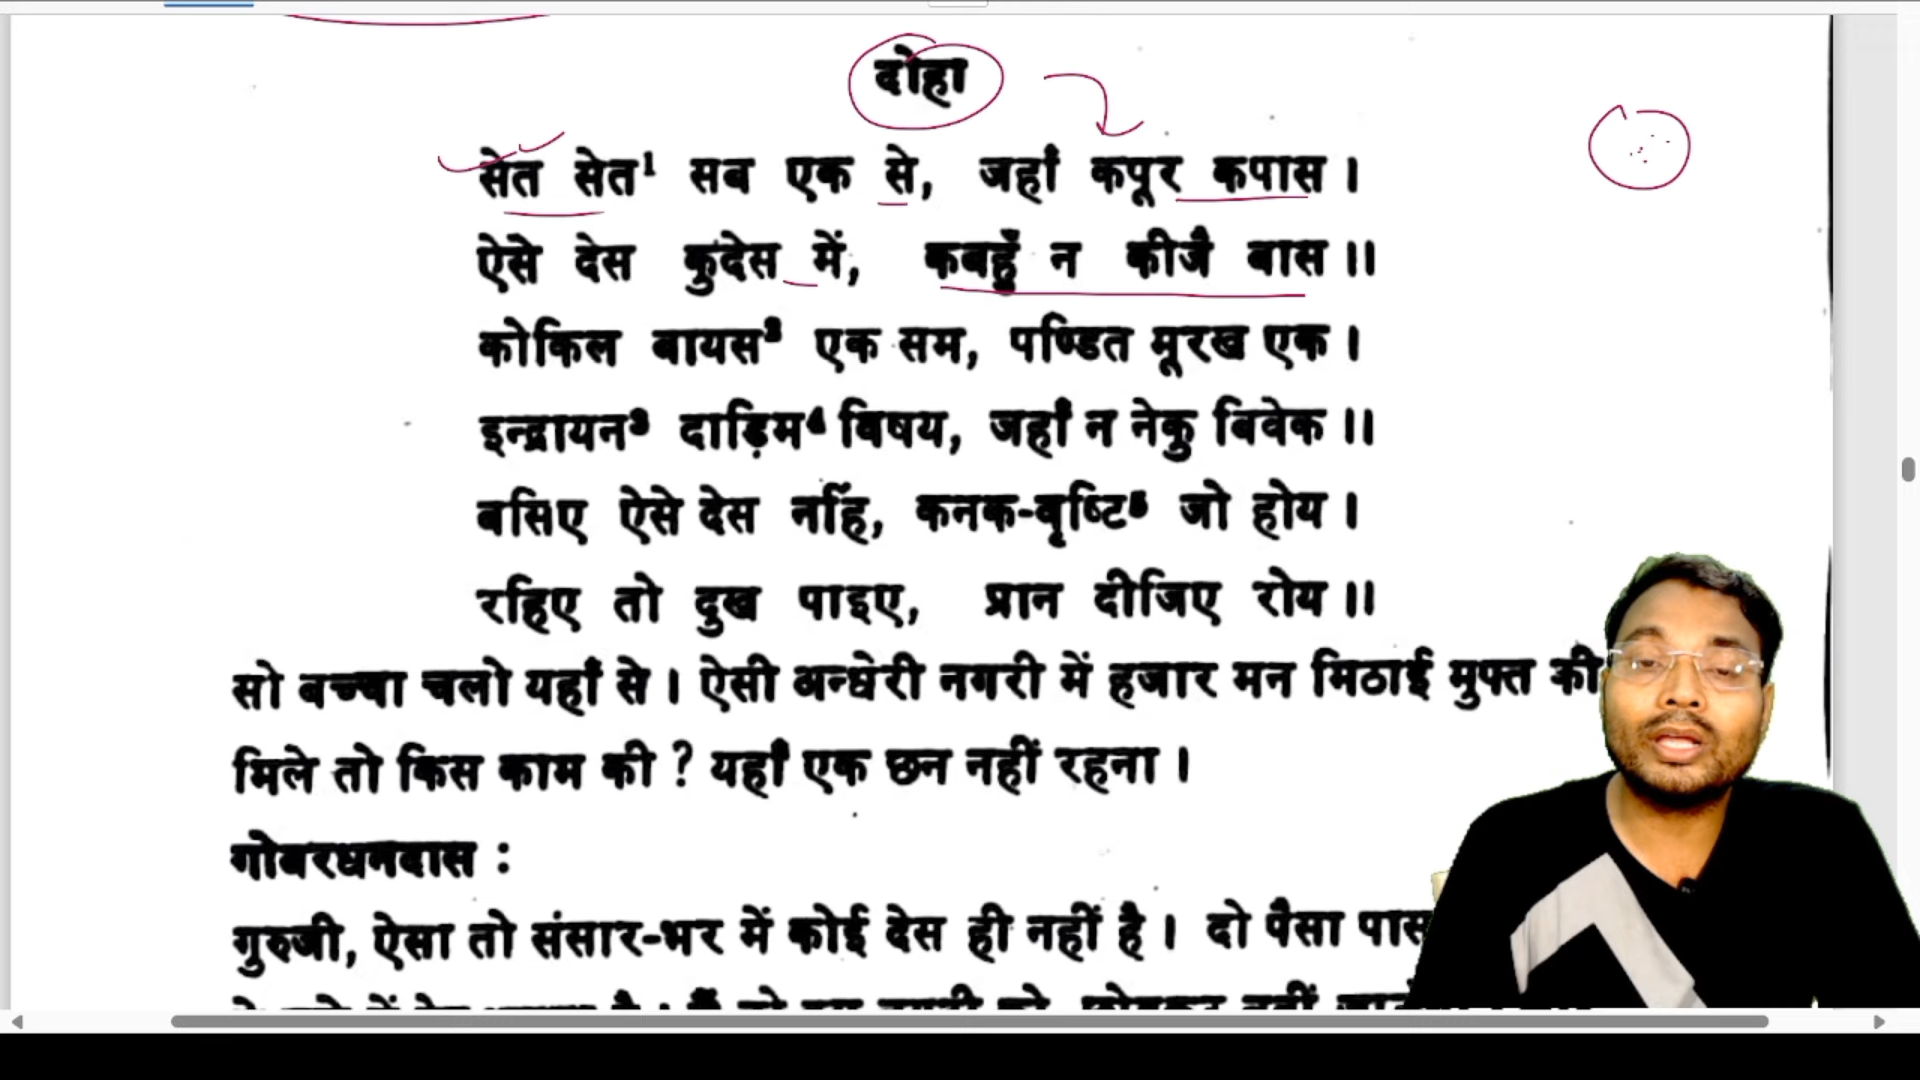 दोहा
सेत सेत¹ सब एक से, जहाँ कपूर कपास ।
ऐसे देस कुदेस में, कबहुँ न कीजै बास ।।
कोकिल बायस² एक सम, पण्डित मूरख एक ।
इन्द्रायन³ दाड़िम⁴ विषय, जहाँ न नेकु बिवेक ।।
बसिए ऐसे देस नहिं, कनक-वृष्टि⁵ जो होय ।
रहिए तो दुख पाइए, प्रान दीजिए रोय ।।
सो बच्चा चलो यहाँ से । ऐसी अन्धेरी नगरी में हजार मन मिठाई मुफ्त की
मिले तो किस काम की ? यहाँ एक छन नहीं रहना ।
गोबरधनदास :
गुरुजी, ऐसा तो संसार-भर में कोई देस ही नहीं है । दो पैसा पास